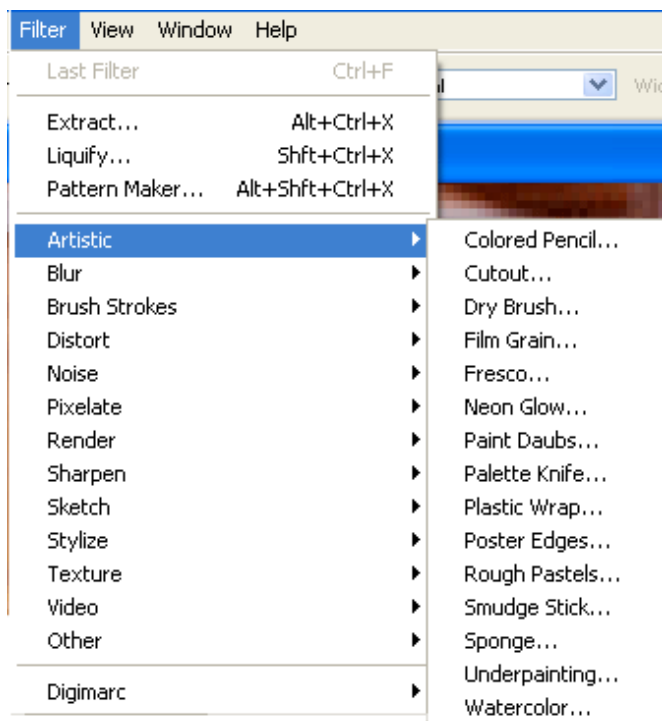 Filter View Window Help
Last Filter Ctrl+F
Extract... Alt+Ctrl+X
Liquify... Shft+Ctrl+X
Pattern Maker... Alt+Shft+Ctrl+X
Artistic
Blur
Brush Strokes
Distort
Noise
Pixelate
Render
Sharpen
Sketch
Stylize
Texture
Video
Other
Digimarc
Colored Pencil...
Cutout...
Dry Brush...
Film Grain...
Fresco...
Neon Glow...
Paint Daubs...
Palette Knife...
Plastic Wrap...
Poster Edges...
Rough Pastels...
Smudge Stick...
Sponge...
Underpainting...
Watercolor...